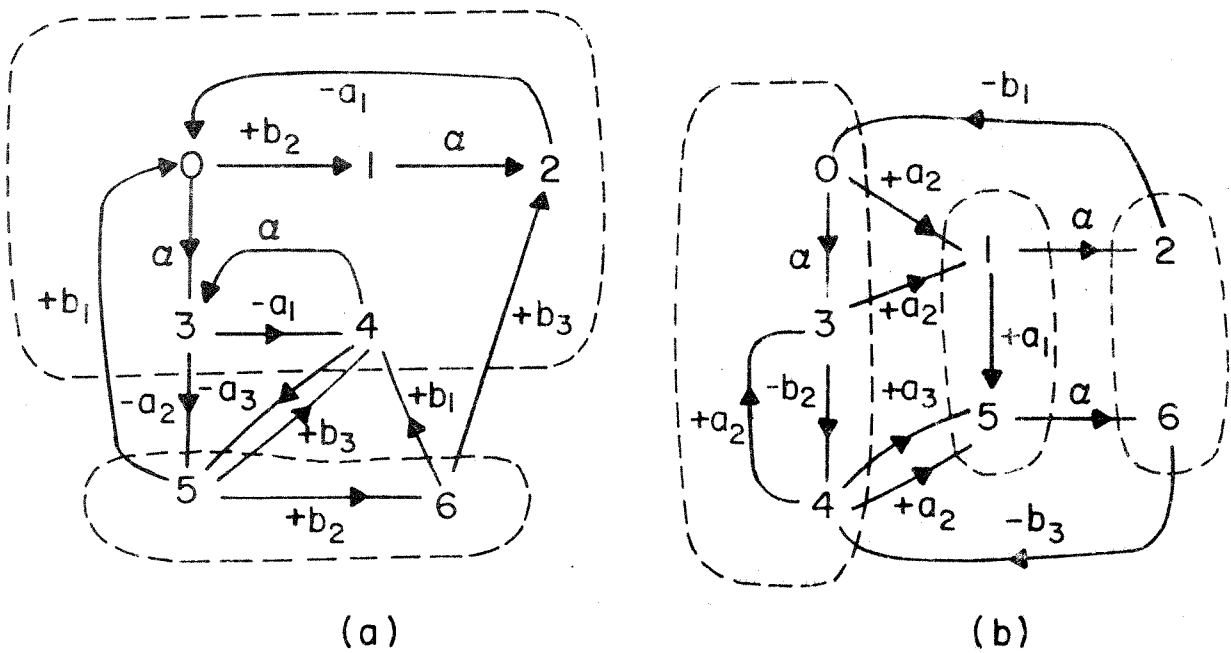 -a₁
+b₂
α
0
1
2
α
α
+b₁
3
-a₁
4
+b₃
-a₂
-a₃
+b₁
+b₃
5
6
+b₂
(a)
-b₁
0
+a₂
α
1
α
2
3
+a₂
+a₁
-b₂
+a₃
α
+a₂
5
6
4
+a₂
-b₃
(b)